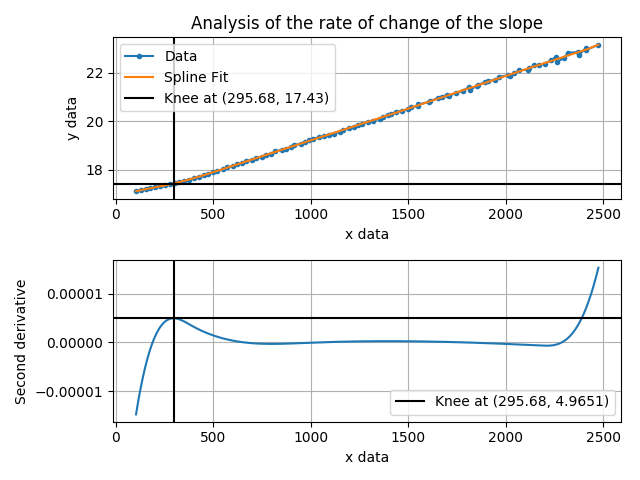 Analysis of the rate of change of the slope
Data
Spline Fit
Knee at (295.68, 17.43)
y data
22
20
18
0 500 1000 1500 2000 2500
x data
Second derivative
0.00001
0.00000
−0.00001
Knee at (295.68, 4.9651)
0 500 1000 1500 2000 2500
x data